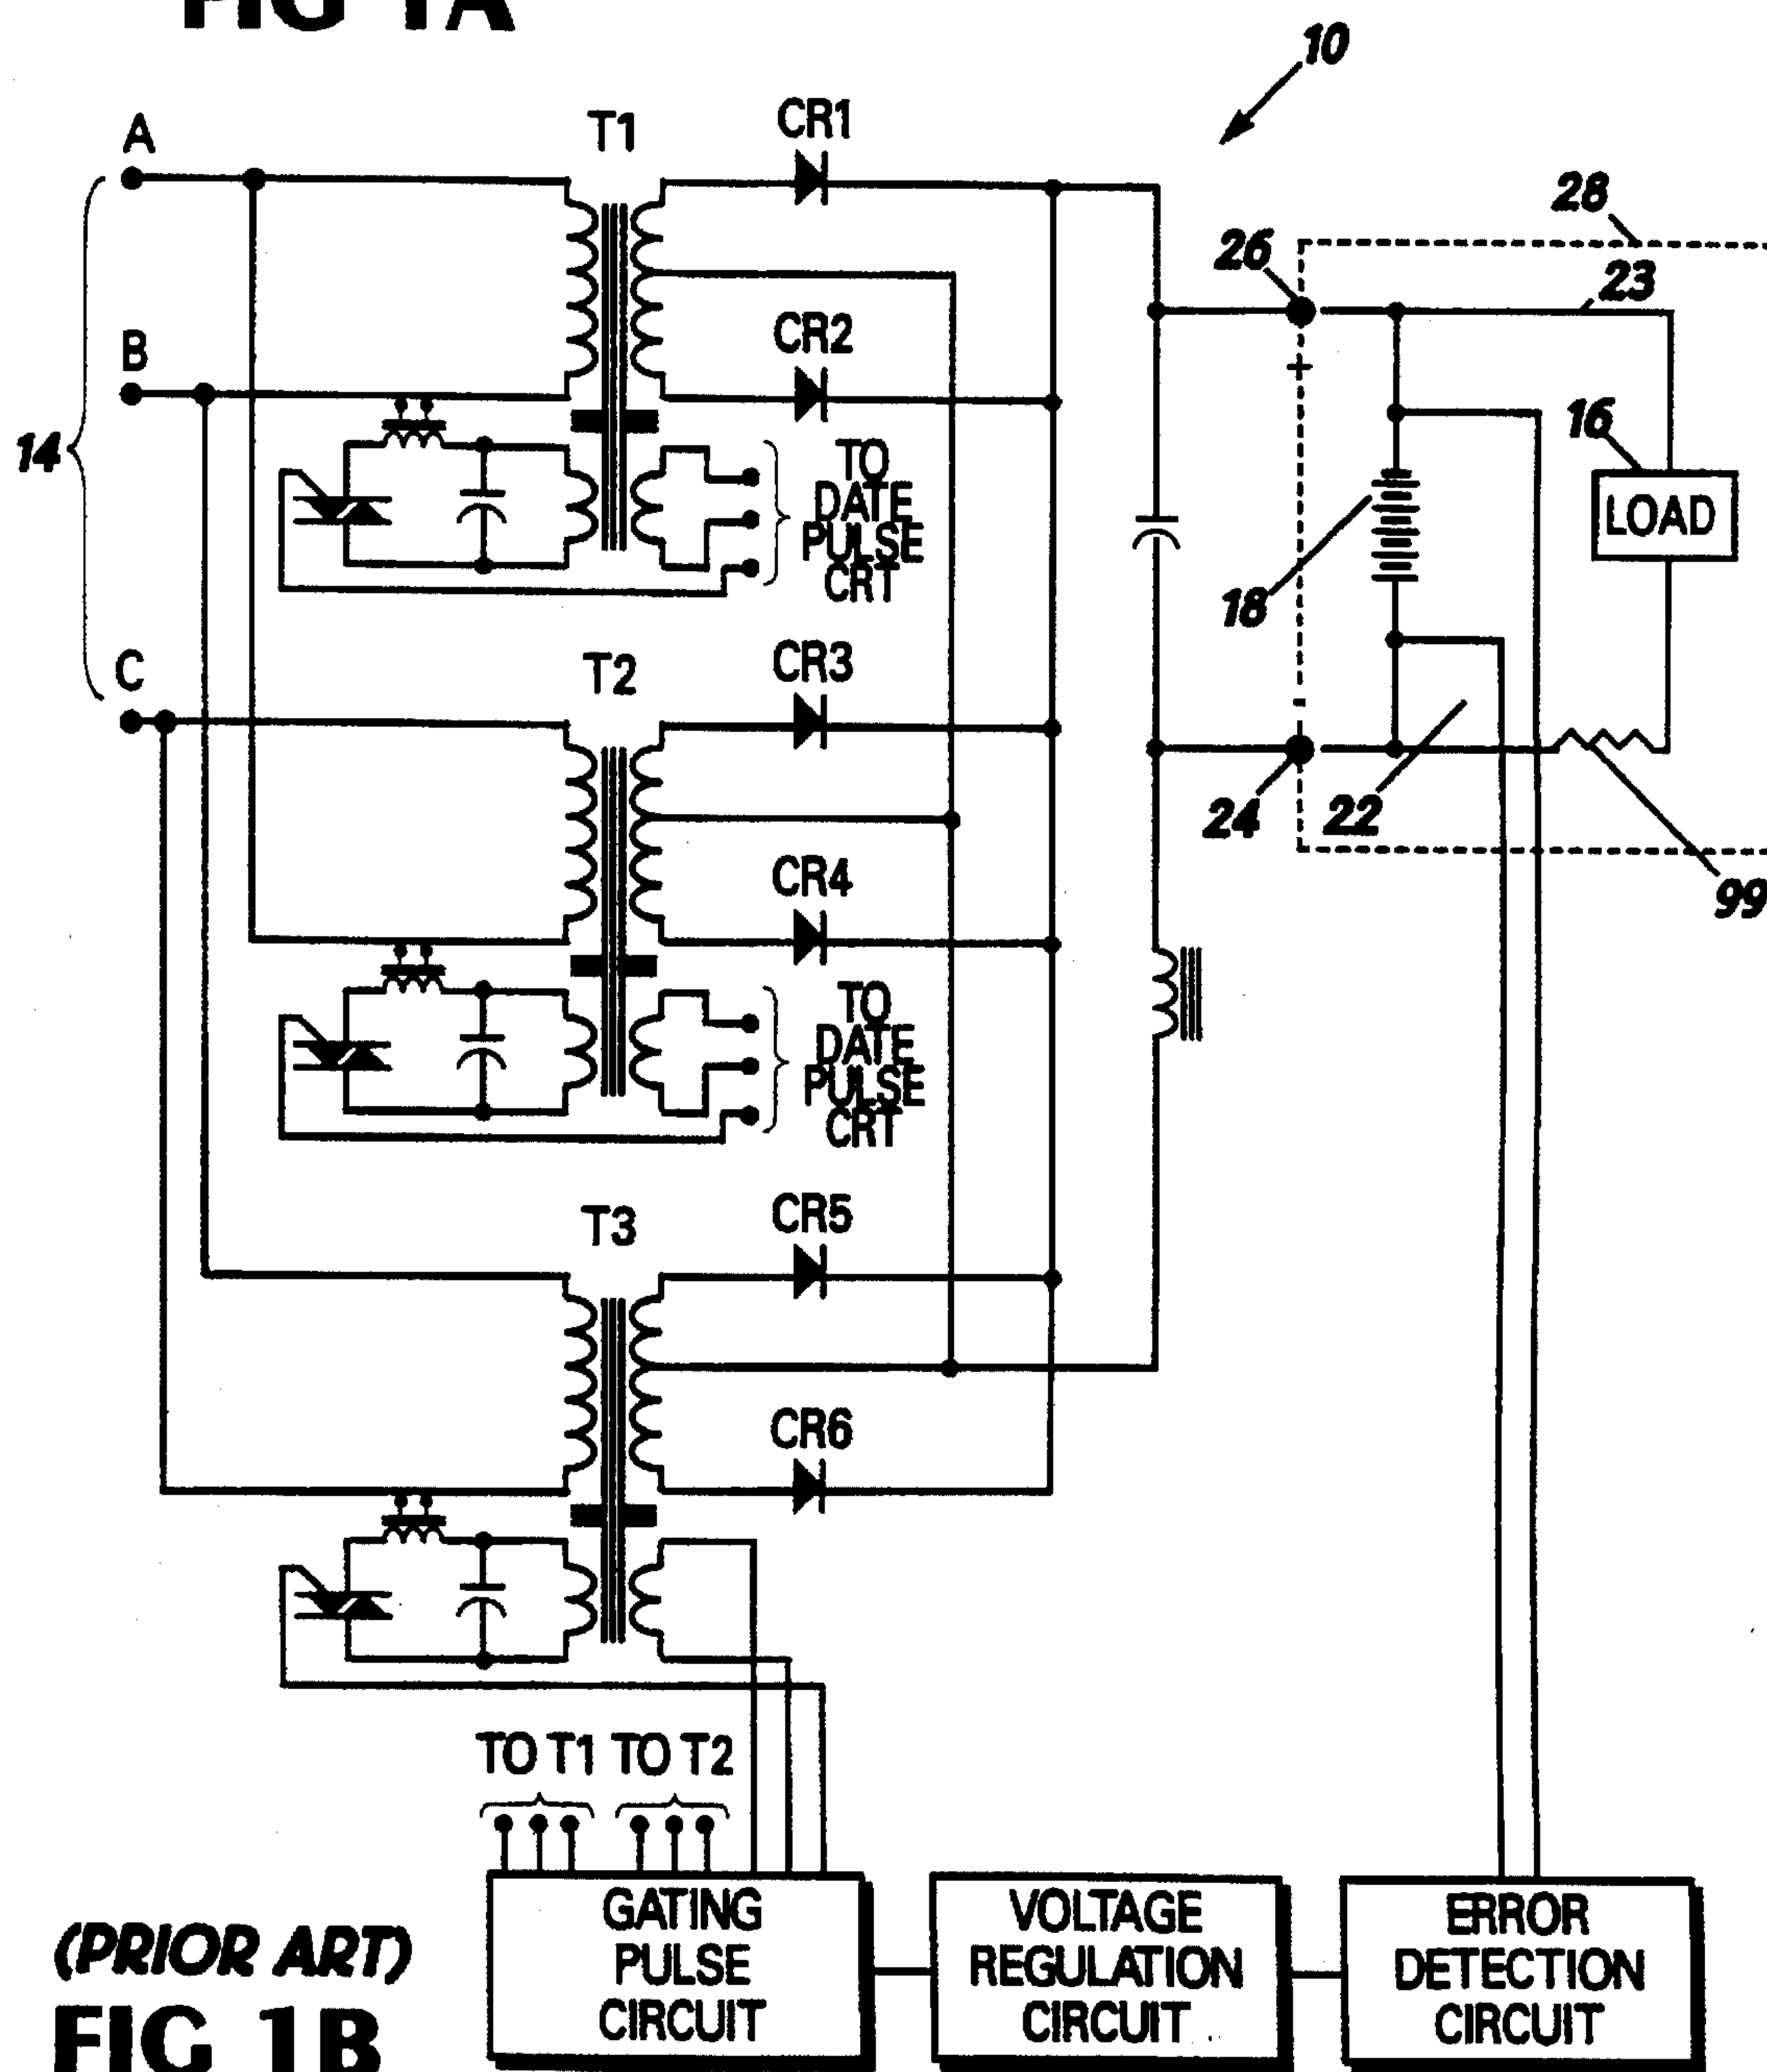 FIG 1A
10
A
T1
CR1
28
26
23
B
CR2
+
16
14
TO
DATE
PULSE
CRT
LOAD
18
C
T2
CR3
-
24
22
CR4
99
TO
DATE
PULSE
CRT
T3
CR5
CR6
TO T1 TO T2
GATING
PULSE
CIRCUIT
VOLTAGE
REGULATION
CIRCUIT
ERROR
DETECTION
CIRCUIT
(PRIOR ART)
FIG 1B